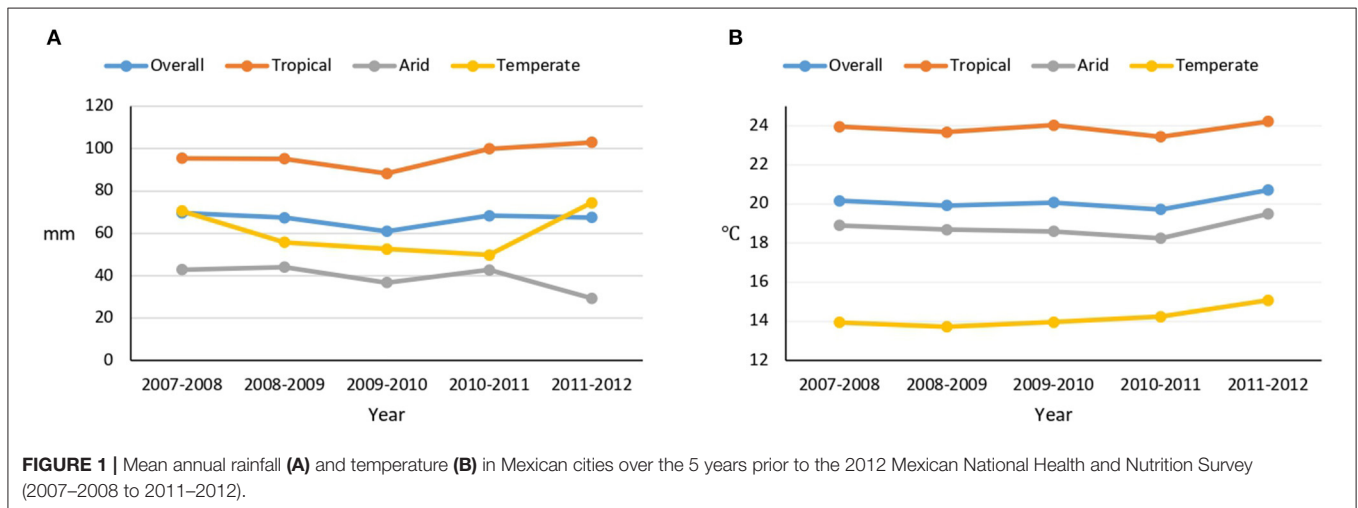 A
Overall Tropical Arid Temperate
120
100
80
60
40
20
0
mm
2007-2008 2008-2009 2009-2010 2010-2011 2011-2012
Year
B
Overall Tropical Arid Temperate
24
22
20
18
16
14
12
℃
2007-2008 2008-2009 2009-2010 2010-2011 2011-2012
Year
FIGURE 1 | Mean annual rainfall (A) and temperature (B) in Mexican cities over the 5 years prior to the 2012 Mexican National Health and Nutrition Survey
(2007–2008 to 2011–2012).